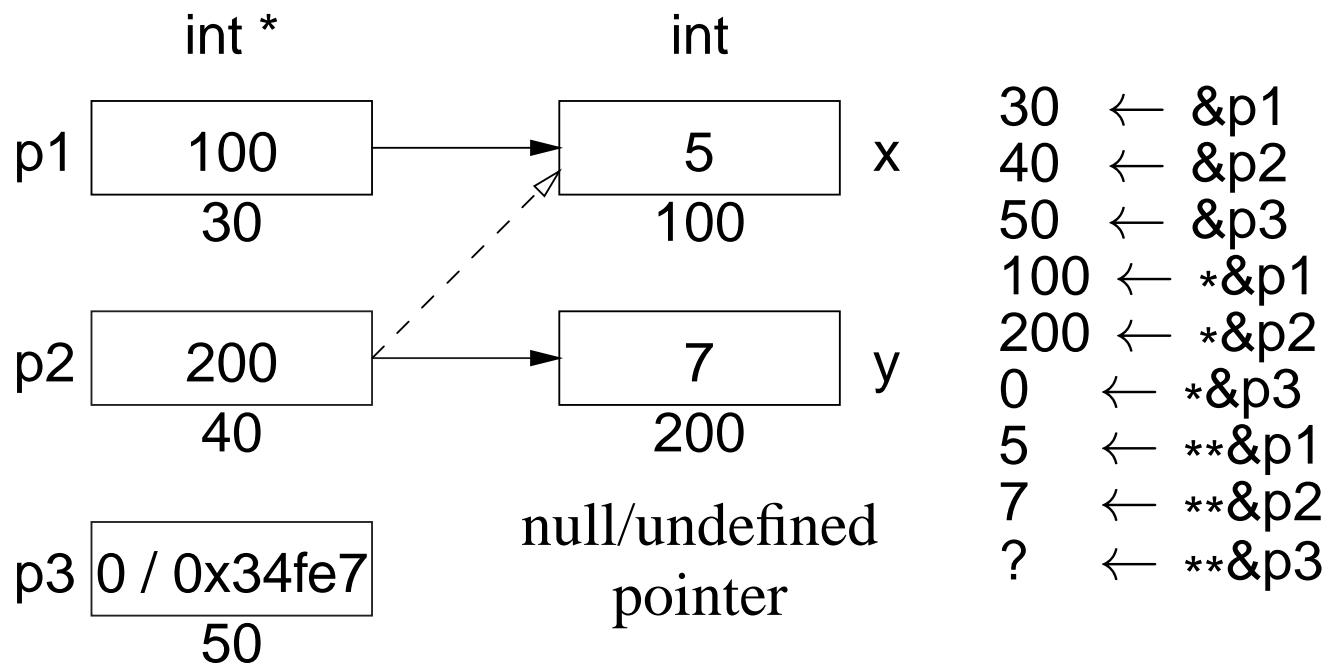 int * int
p1 100 5 x
30 100
p2 200 7 y
40 200
p3 0 / 0x34fe7
50
null/undefined
pointer
30 ← &p1
40 ← &p2
50 ← &p3
100 ← *&p1
200 ← *&p2
0 ← *&p3
5 ← **&p1
7 ← **&p2
? ← **&p3